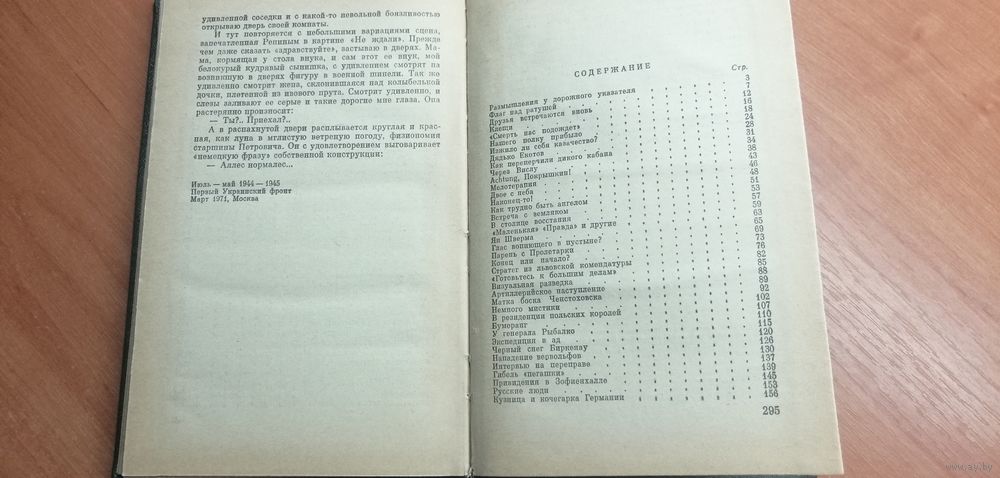 удивленной соседки и с какой-то невольной боязливостью
открываю дверь своей комнаты.
И тут повторяется с небольшими вариациями сцена,
запечатленная Репиным в картине «Не ждали». Прежде
чем даже сказать «здравствуйте», застываю в дверях. Ма-
ма, кормящая у стола внука, и сам этот ее внук, мой
белокурый кудрявый сынишка, с удивлением смотрят на
возникшую в дверях фигуру в военной шинели. Так же
удивленно смотрит жена, склонившаяся над колыбелькой
дочки, плетенной из ивового прута. Смотрит удивленно, и
слезы заливают ее серые и такие дорогие мне глаза. Она
растерянно произносит:
— Ты?.. Приехал?..
А в распахнутой двери расплывается круглая и крас-
ная, как луна в мглистую ветреную погоду, физиономия
старшины Петровича. Он с удовлетворением выговаривает
«немецкую фразу» собственной конструкции:
— Аллес нормалес...
Июль — май 1944 — 1945
Первый Украинский фронт
Март 1971, Москва
СОДЕРЖАНИЕ
Стр.
Размышления у дорожного указателя 3
Флаг над ратушей 7
Друзья встречаются вновь 12
Клещи 16
«Смерть нас подождет» 18
Нашего полку прибыло 24
Изжило ли себя казачество? 28
Дядько Екотов 31
Как переперчили дикого кабана 34
Через Вислу 38
Achtung, Покрышкин! 43
Мелотерапия 46
Двое с неба 48
Наконец-то! 51
Как трудно быть ангелом 53
Встреча с земляком 57
В столице восстания 59
«Маленькая» «Правда» и другие 63
Ян Шверма 65
Глас вопиющего в пустыне? 69
Парень с Пролетарки 73
Конец или начало? 76
Стратег из львовской комендатуры 82
«Готовьтесь к большим делам» 85
Визуальная разведка 88
Артиллерийское наступление 89
Матка боска Ченстоховска 92
Немного мистики 102
В резиденции польских королей 107
Бумеранг 110
У генерала Рыбалко 115
Экспедиция в ад 120
Черный снег Биркенау 126
Нападение вервольфов 130
Интервью на переправе 137
Гибель «пегашки» 139
Привидения в Зофиенхалле 145
Русские люди 153
Кузница и кочегарка Германии 156
295
www.ay.by